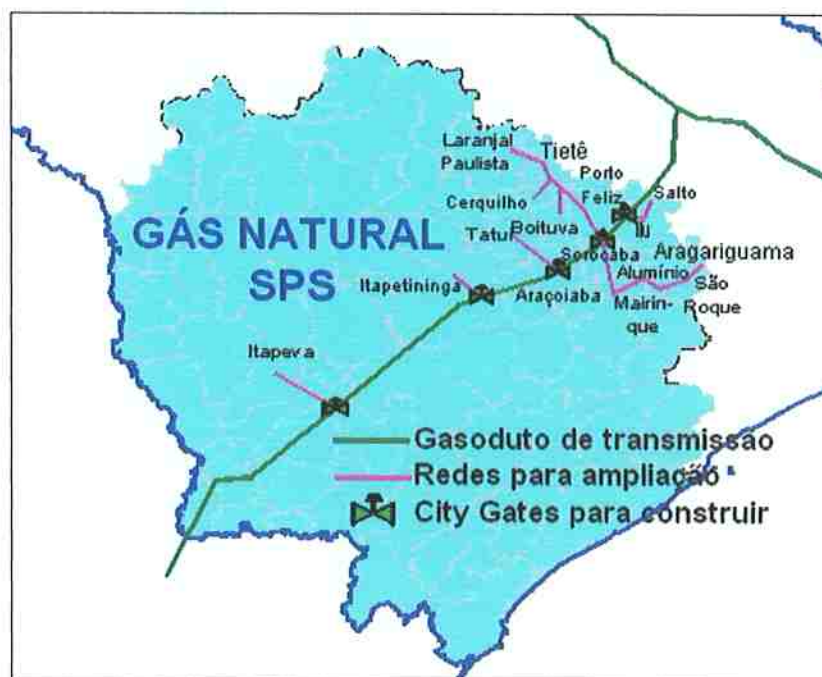 Laranjal
Paulista
Tietê
Porto
Feliz
Salto
Cerquilho
Boituva
Itu
Tatuí
Sorocaba
Aragariguama
GÁS NATURAL
SPS
Itapetininga
Araçoiaba
Alumínio
São
Roque
Mairin-
que
Itapeva
Gasoduto de transmissão
Redes para ampliação
City Gates para construir